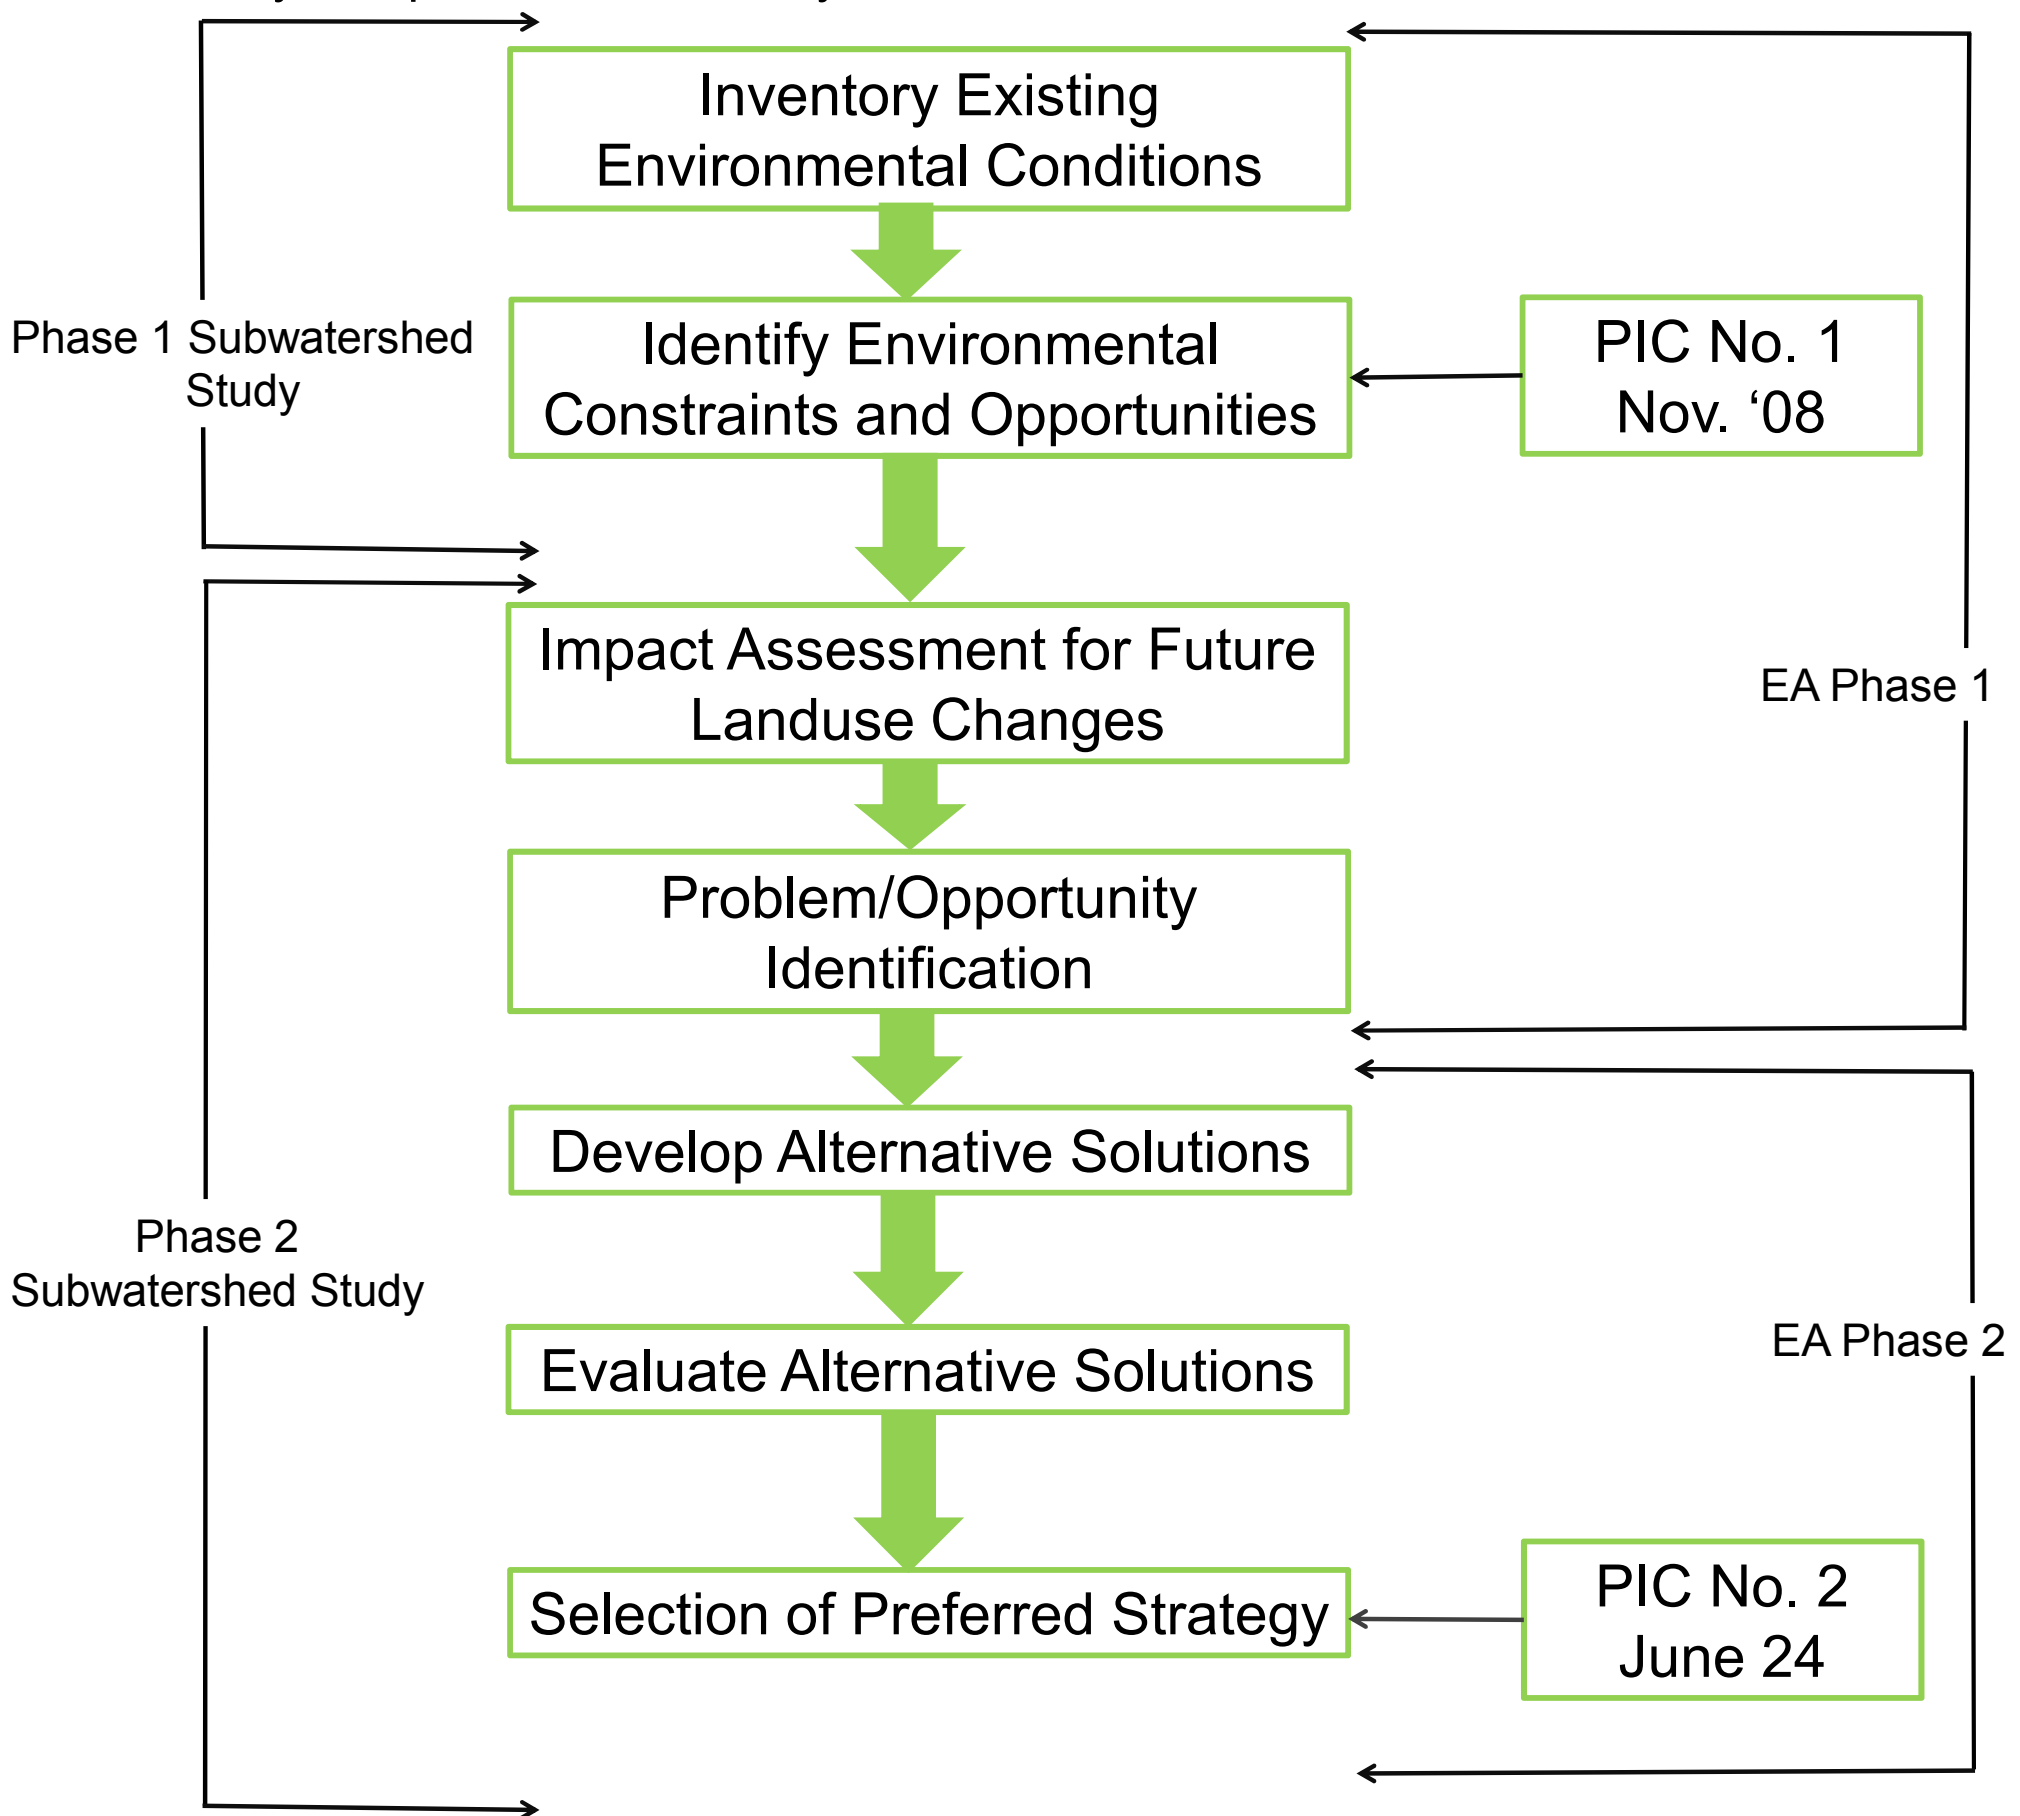 Inventory Existing
Environmental Conditions
Phase 1 Subwatershed
Study
Identify Environmental
Constraints and Opportunities
PIC No. 1
Nov. ‘08
Impact Assessment for Future
Landuse Changes
EA Phase 1
Problem/Opportunity
Identification
Develop Alternative Solutions
Phase 2
Subwatershed Study
Evaluate Alternative Solutions
EA Phase 2
Selection of Preferred Strategy
PIC No. 2
June 24